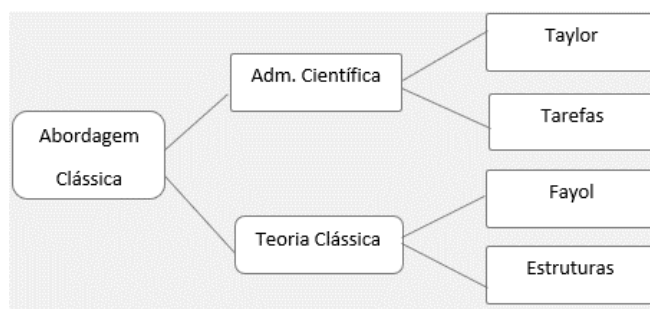 Abordagem
Clássica
Adm. Científica
Teoria Clássica
Taylor
Tarefas
Fayol
Estruturas